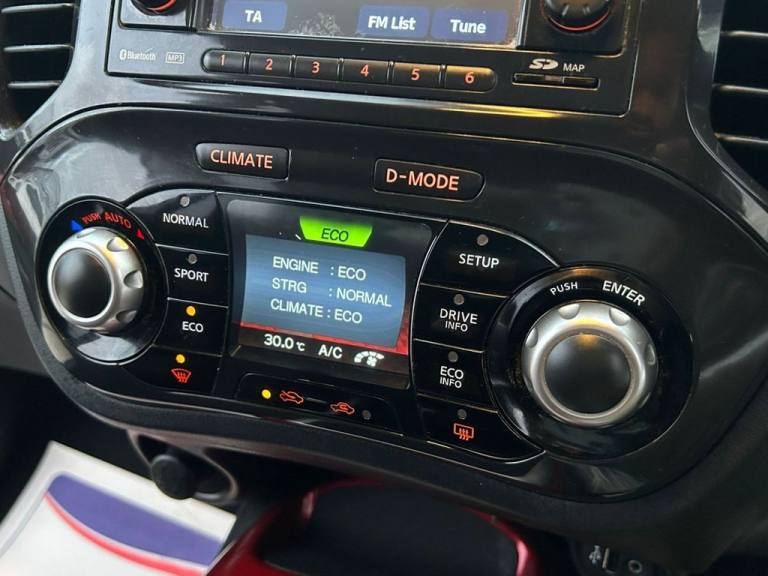 TA FM List Tune
Bluetooth MP3 1 2 3 4 5 6 SD MAP
CLIMATE D-MODE
PUSH AUTO NORMAL ECO SETUP
SPORT ENGINE : ECO DRIVE INFO PUSH ENTER
STRG : NORMAL
ECO CLIMATE : ECO ECO INFO
30.0°C A/C